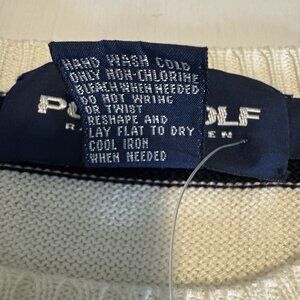 HAND WASH COLD
ONLY NON-CHLORINE
BLEACH WHEN NEEDED
DO NOT WRING
OR TWIST
RESHAPE AND
LAY FLAT TO DRY
COOL IRON
WHEN NEEDED